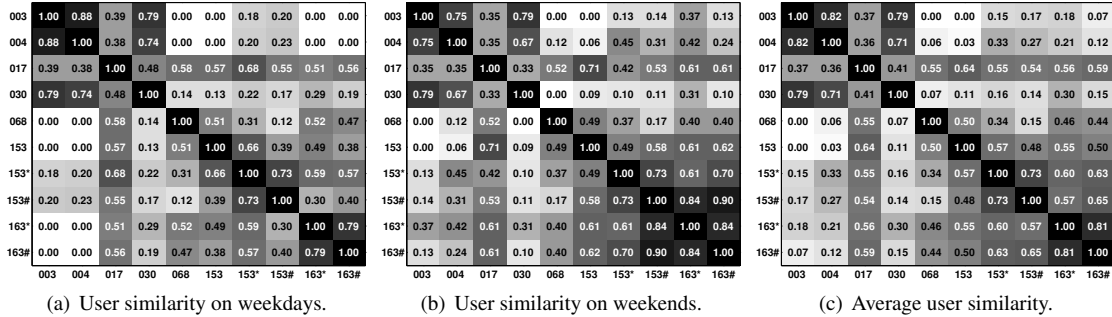 003 1.00 0.88 0.39 0.79 0.00 0.00 0.18 0.20 0.00 0.00
004 0.88 1.00 0.38 0.74 0.00 0.00 0.20 0.23 0.00 0.00
017 0.39 0.38 1.00 0.48 0.58 0.57 0.68 0.55 0.51 0.56
030 0.79 0.74 0.48 1.00 0.14 0.13 0.22 0.17 0.29 0.19
068 0.00 0.00 0.58 0.14 1.00 0.51 0.31 0.12 0.52 0.47
153 0.00 0.00 0.57 0.13 0.51 1.00 0.66 0.39 0.49 0.38
153* 0.18 0.20 0.68 0.22 0.31 0.66 1.00 0.73 0.59 0.57
153# 0.20 0.23 0.55 0.17 0.12 0.39 0.73 1.00 0.30 0.40
163* 0.00 0.00 0.51 0.29 0.52 0.49 0.59 0.30 1.00 0.79
163# 0.00 0.00 0.56 0.19 0.47 0.38 0.57 0.40 0.79 1.00
003 004 017 030 068 153 153* 153# 163* 163#
(a) User similarity on weekdays.
003 1.00 0.75 0.35 0.79 0.00 0.00 0.13 0.14 0.37 0.13
004 0.75 1.00 0.35 0.67 0.12 0.06 0.45 0.31 0.42 0.24
017 0.35 0.35 1.00 0.33 0.52 0.71 0.42 0.53 0.61 0.61
030 0.79 0.67 0.33 1.00 0.00 0.09 0.10 0.11 0.31 0.10
068 0.00 0.12 0.52 0.00 1.00 0.49 0.37 0.17 0.40 0.40
153 0.00 0.06 0.71 0.09 0.49 1.00 0.49 0.58 0.61 0.62
153* 0.13 0.45 0.42 0.10 0.37 0.49 1.00 0.73 0.61 0.70
153# 0.14 0.31 0.53 0.11 0.17 0.58 0.73 1.00 0.84 0.90
163* 0.37 0.42 0.61 0.31 0.40 0.61 0.61 0.84 1.00 0.84
163# 0.13 0.24 0.61 0.10 0.40 0.62 0.70 0.90 0.84 1.00
003 004 017 030 068 153 153* 153# 163* 163#
(b) User similarity on weekends.
003 1.00 0.82 0.37 0.79 0.00 0.00 0.15 0.17 0.18 0.07
004 0.82 1.00 0.36 0.71 0.06 0.03 0.33 0.27 0.21 0.12
017 0.37 0.36 1.00 0.41 0.55 0.64 0.55 0.54 0.56 0.59
030 0.79 0.71 0.41 1.00 0.07 0.11 0.16 0.14 0.30 0.15
068 0.00 0.06 0.55 0.07 1.00 0.50 0.34 0.15 0.46 0.44
153 0.00 0.03 0.64 0.11 0.50 1.00 0.57 0.48 0.55 0.50
153* 0.15 0.33 0.55 0.16 0.34 0.57 1.00 0.73 0.60 0.63
153# 0.17 0.27 0.54 0.14 0.15 0.48 0.73 1.00 0.57 0.65
163* 0.18 0.21 0.56 0.30 0.46 0.55 0.60 0.57 1.00 0.81
163# 0.07 0.12 0.59 0.15 0.44 0.50 0.63 0.65 0.81 1.00
003 004 017 030 068 153 153* 153# 163* 163#
(c) Average user similarity.